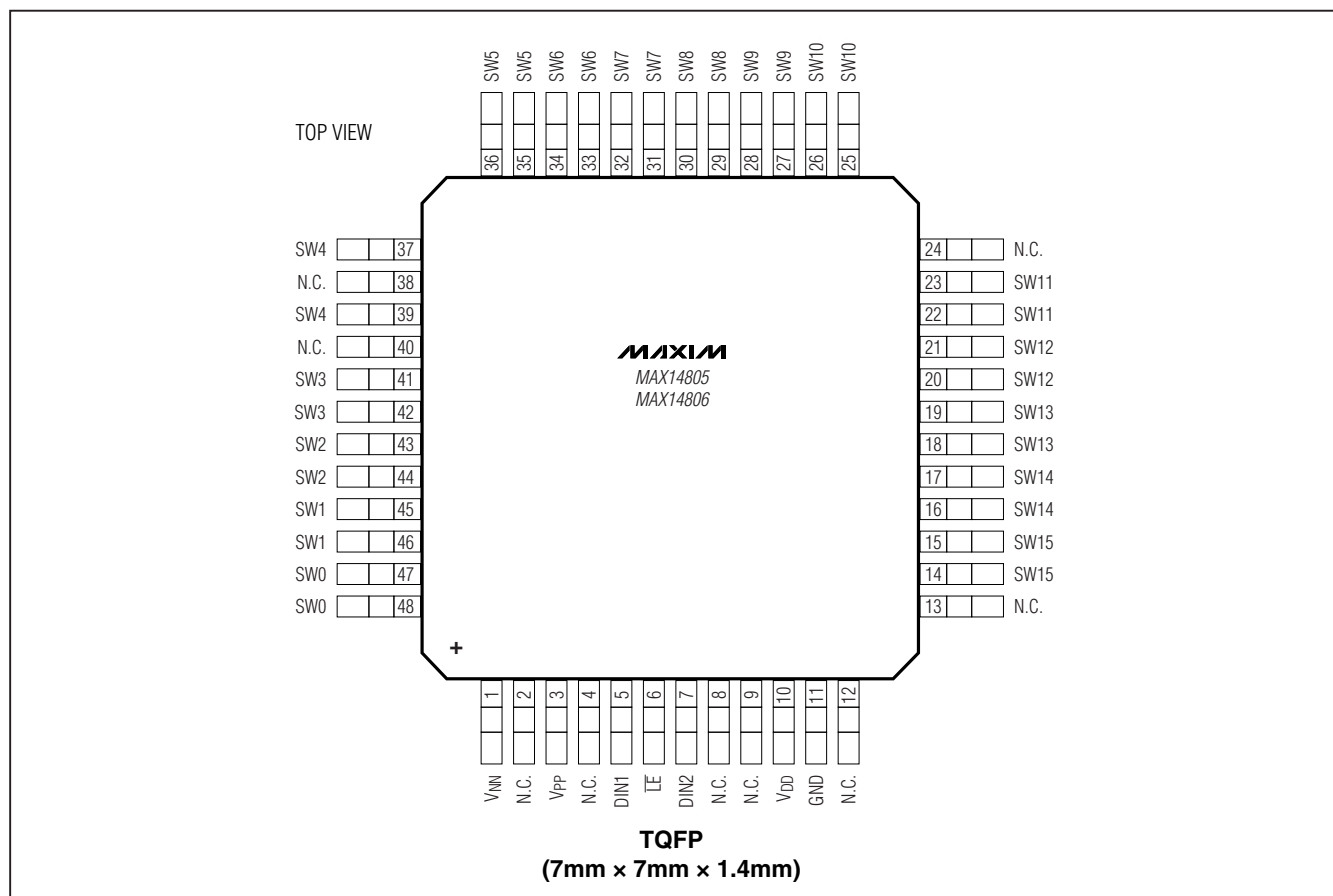 SW5 SW5 SW6 SW6 SW7 SW7 SW8 SW8 SW9 SW9 SW10 SW10
TOP VIEW
36 35 34 33 32 31 30 29 28 27 26 25
SW4 37 24 N.C.
N.C. 38 23 SW11
SW4 39 22 SW11
N.C. 40 21 SW12
SW3 41 20 SW12
SW3 42 19 SW13
SW2 43 18 SW13
SW2 44 17 SW14
SW1 45 16 SW14
SW1 46 15 SW15
SW0 47 14 SW15
SW0 48 13 N.C.
MAXIM
MAX14805
MAX14806
+
1 2 3 4 5 6 7 8 9 10 11 12
VNN N.C. VPP N.C. DIN1 L̅E̅ DIN2 N.C. N.C. VDD GND N.C.
TQFP
(7mm × 7mm × 1.4mm)